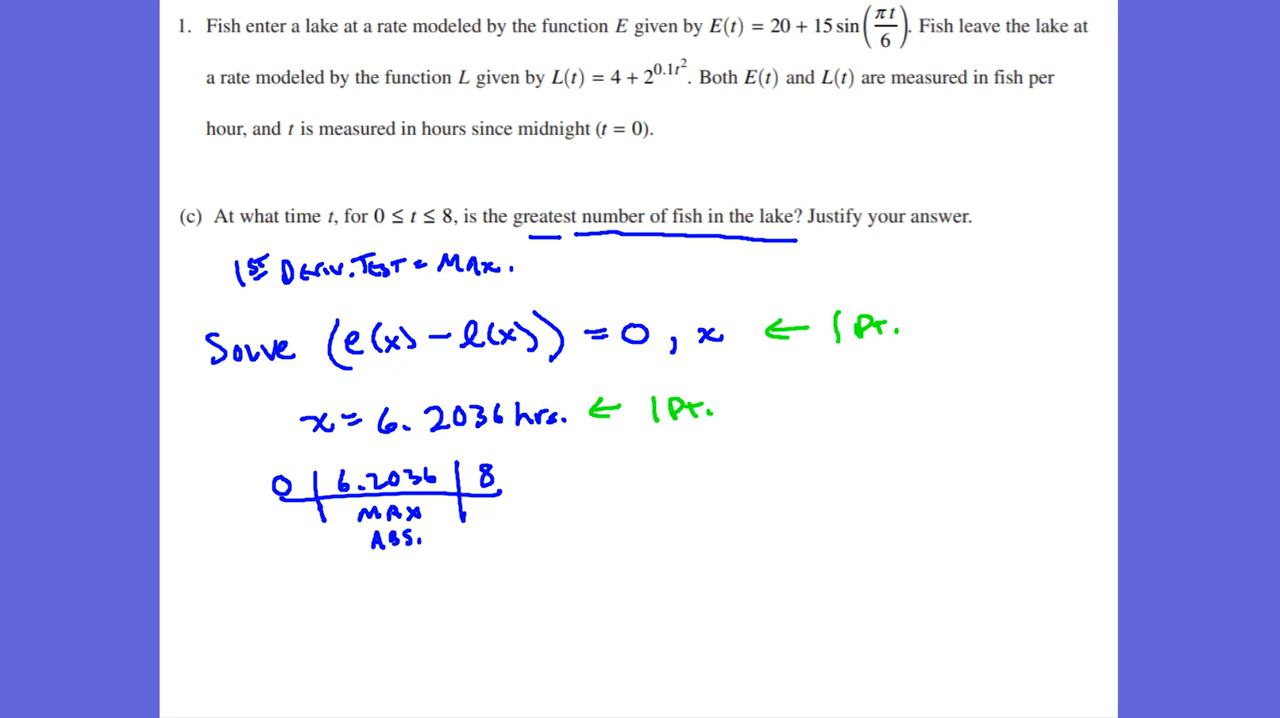 1. Fish enter a lake at a rate modeled by the function E given by E(t) = 20 + 15 sin(πt/6). Fish leave the lake at
a rate modeled by the function L given by L(t) = 4 + 2^(0.1t²). Both E(t) and L(t) are measured in fish per
hour, and t is measured in hours since midnight (t = 0).
(c) At what time t, for 0 ≤ t ≤ 8, is the greatest number of fish in the lake? Justify your answer.
1ST DERIV. TEST = MAX.
Solve (e(x) − l(x)) = 0, x ← 1 Pt.
x = 6.2036 hrs. ← 1 Pt.
0 | 6.2036 | 8
MAX
ABS.